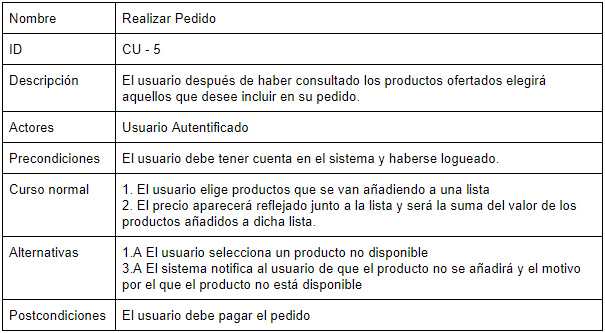 Nombre Realizar Pedido
ID CU - 5
Descripción El usuario después de haber consultado los productos ofertados elegirá
aquellos que desee incluir en su pedido.
Actores Usuario Autentificado
Precondiciones El usuario debe tener cuenta en el sistema y haberse logueado.
Curso normal 1. El usuario elige productos que se van añadiendo a una lista
2. El precio aparecerá reflejado junto a la lista y será la suma del valor de los
productos añadidos a dicha lista.
Alternativas 1.A El usuario selecciona un producto no disponible
3.A El sistema notifica al usuario de que el producto no se añadirá y el motivo
por el que el producto no está disponible
Postcondiciones El usuario debe pagar el pedido